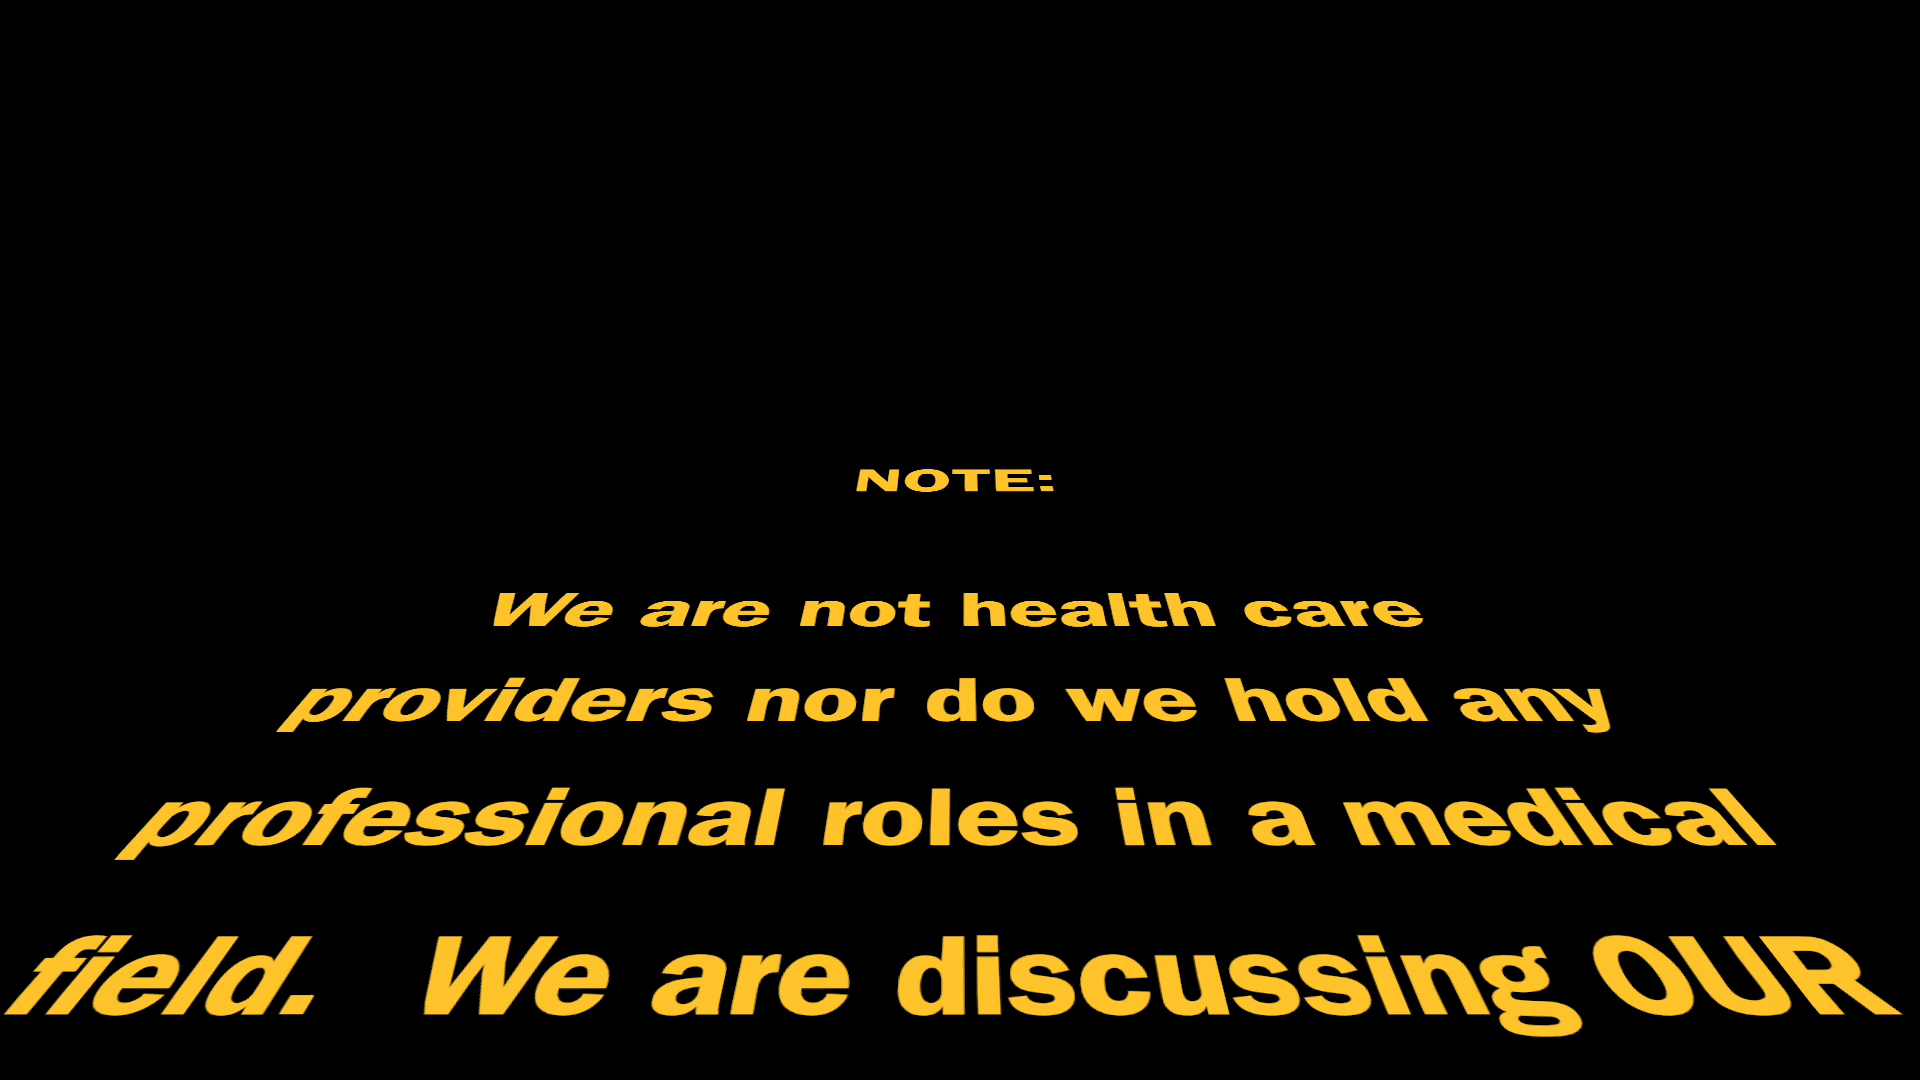 NOTE:
We are not health care
providers nor do we hold any
professional roles in a medical
field. We are discussing OUR